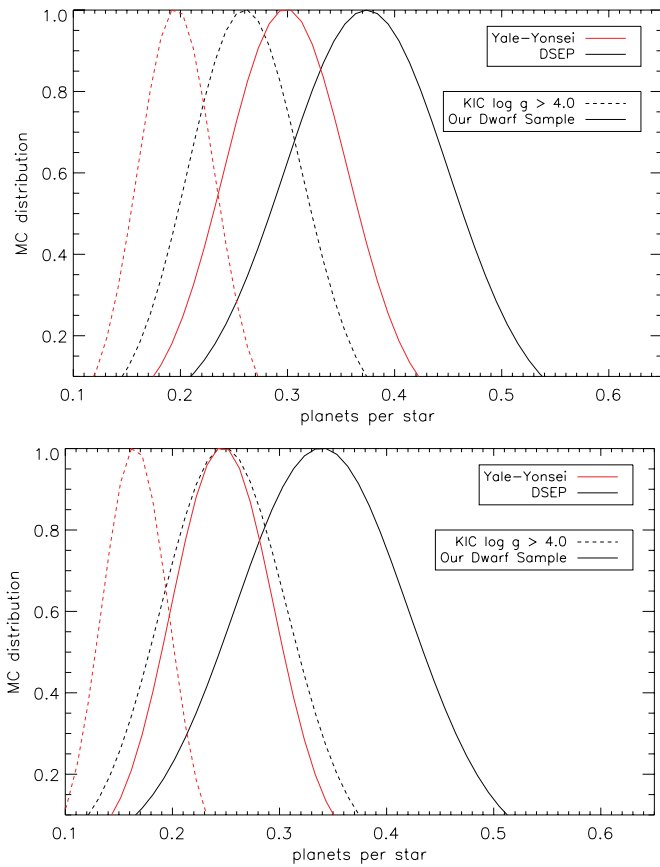 1.0
0.8
0.6
0.4
0.2
MC distribution
Yale-Yonsei
DSEP
KIC log g > 4.0
Our Dwarf Sample
0.1 0.2 0.3 0.4 0.5 0.6
planets per star
1.0
0.8
0.6
0.4
0.2
MC distribution
Yale-Yonsei
DSEP
KIC log g > 4.0
Our Dwarf Sample
0.1 0.2 0.3 0.4 0.5 0.6
planets per star